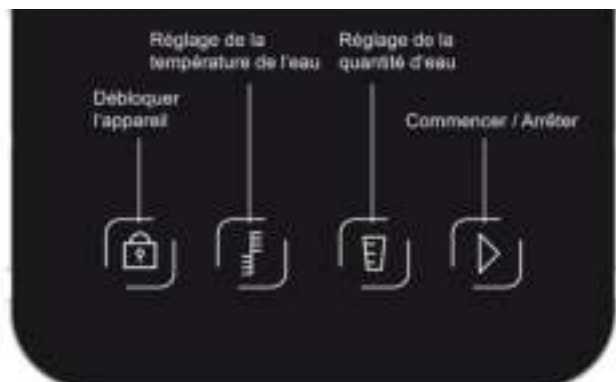 Réglage de la
température de l'eau
Réglage de la
quantité d'eau
Débloquer
l'appareil
Commencer / Arrêter